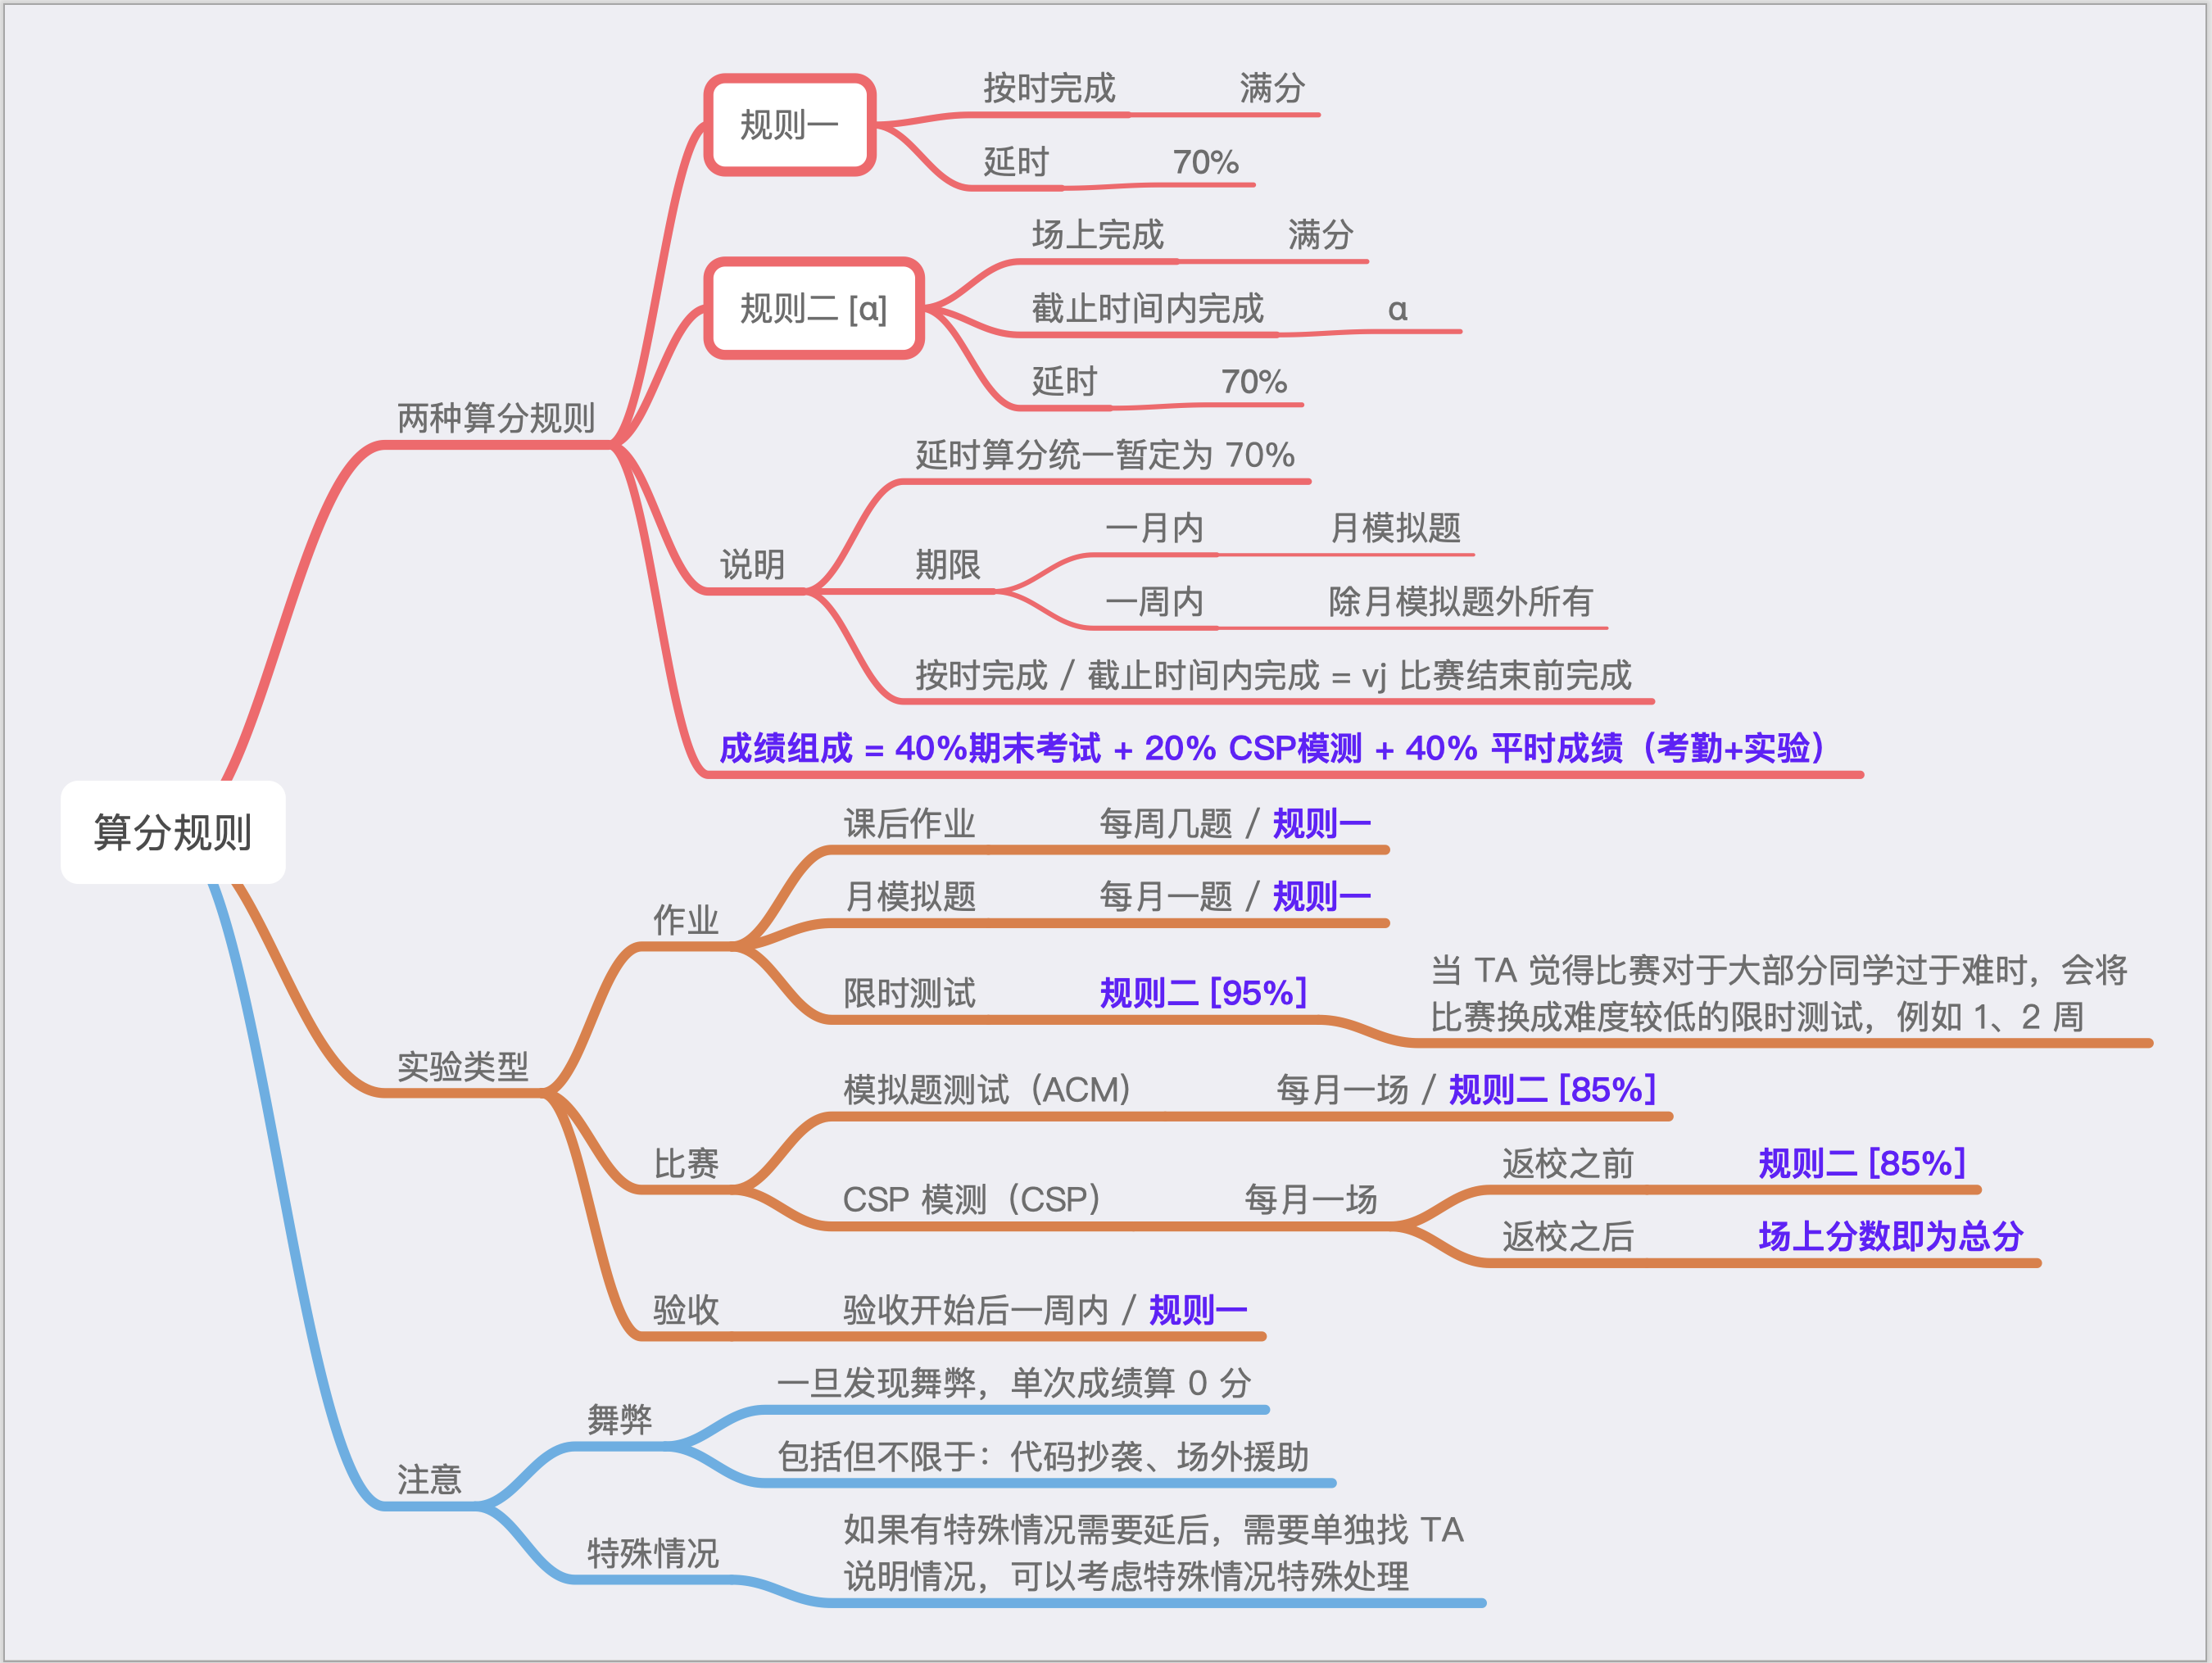 算分规则
两种算分规则
规则一
按时完成
满分
延时
70%
规则二 [α]
场上完成
满分
截止时间内完成
α
延时
70%
说明
延时算分统一暂定为 70%
期限
一月内
月模拟题
一周内
除月模拟题外所有
按时完成 / 截止时间内完成 = vj 比赛结束前完成
成绩组成 = 40%期末考试 + 20% CSP模测 + 40% 平时成绩（考勤+实验）
实验类型
作业
课后作业
每周几题 / 规则一
月模拟题
每月一题 / 规则一
限时测试
规则二 [95%]
当 TA 觉得比赛对于大部分同学过于难时，会将
比赛换成难度较低的限时测试，例如 1、2 周
比赛
模拟题测试（ACM）
每月一场 / 规则二 [85%]
CSP 模测（CSP）
每月一场
返校之前
规则二 [85%]
返校之后
场上分数即为总分
验收
验收开始后一周内 / 规则一
注意
舞弊
一旦发现舞弊，单次成绩算 0 分
包括但不限于：代码抄袭、场外援助
特殊情况
如果有特殊情况需要延后，需要单独找 TA
说明情况，可以考虑特殊情况特殊处理